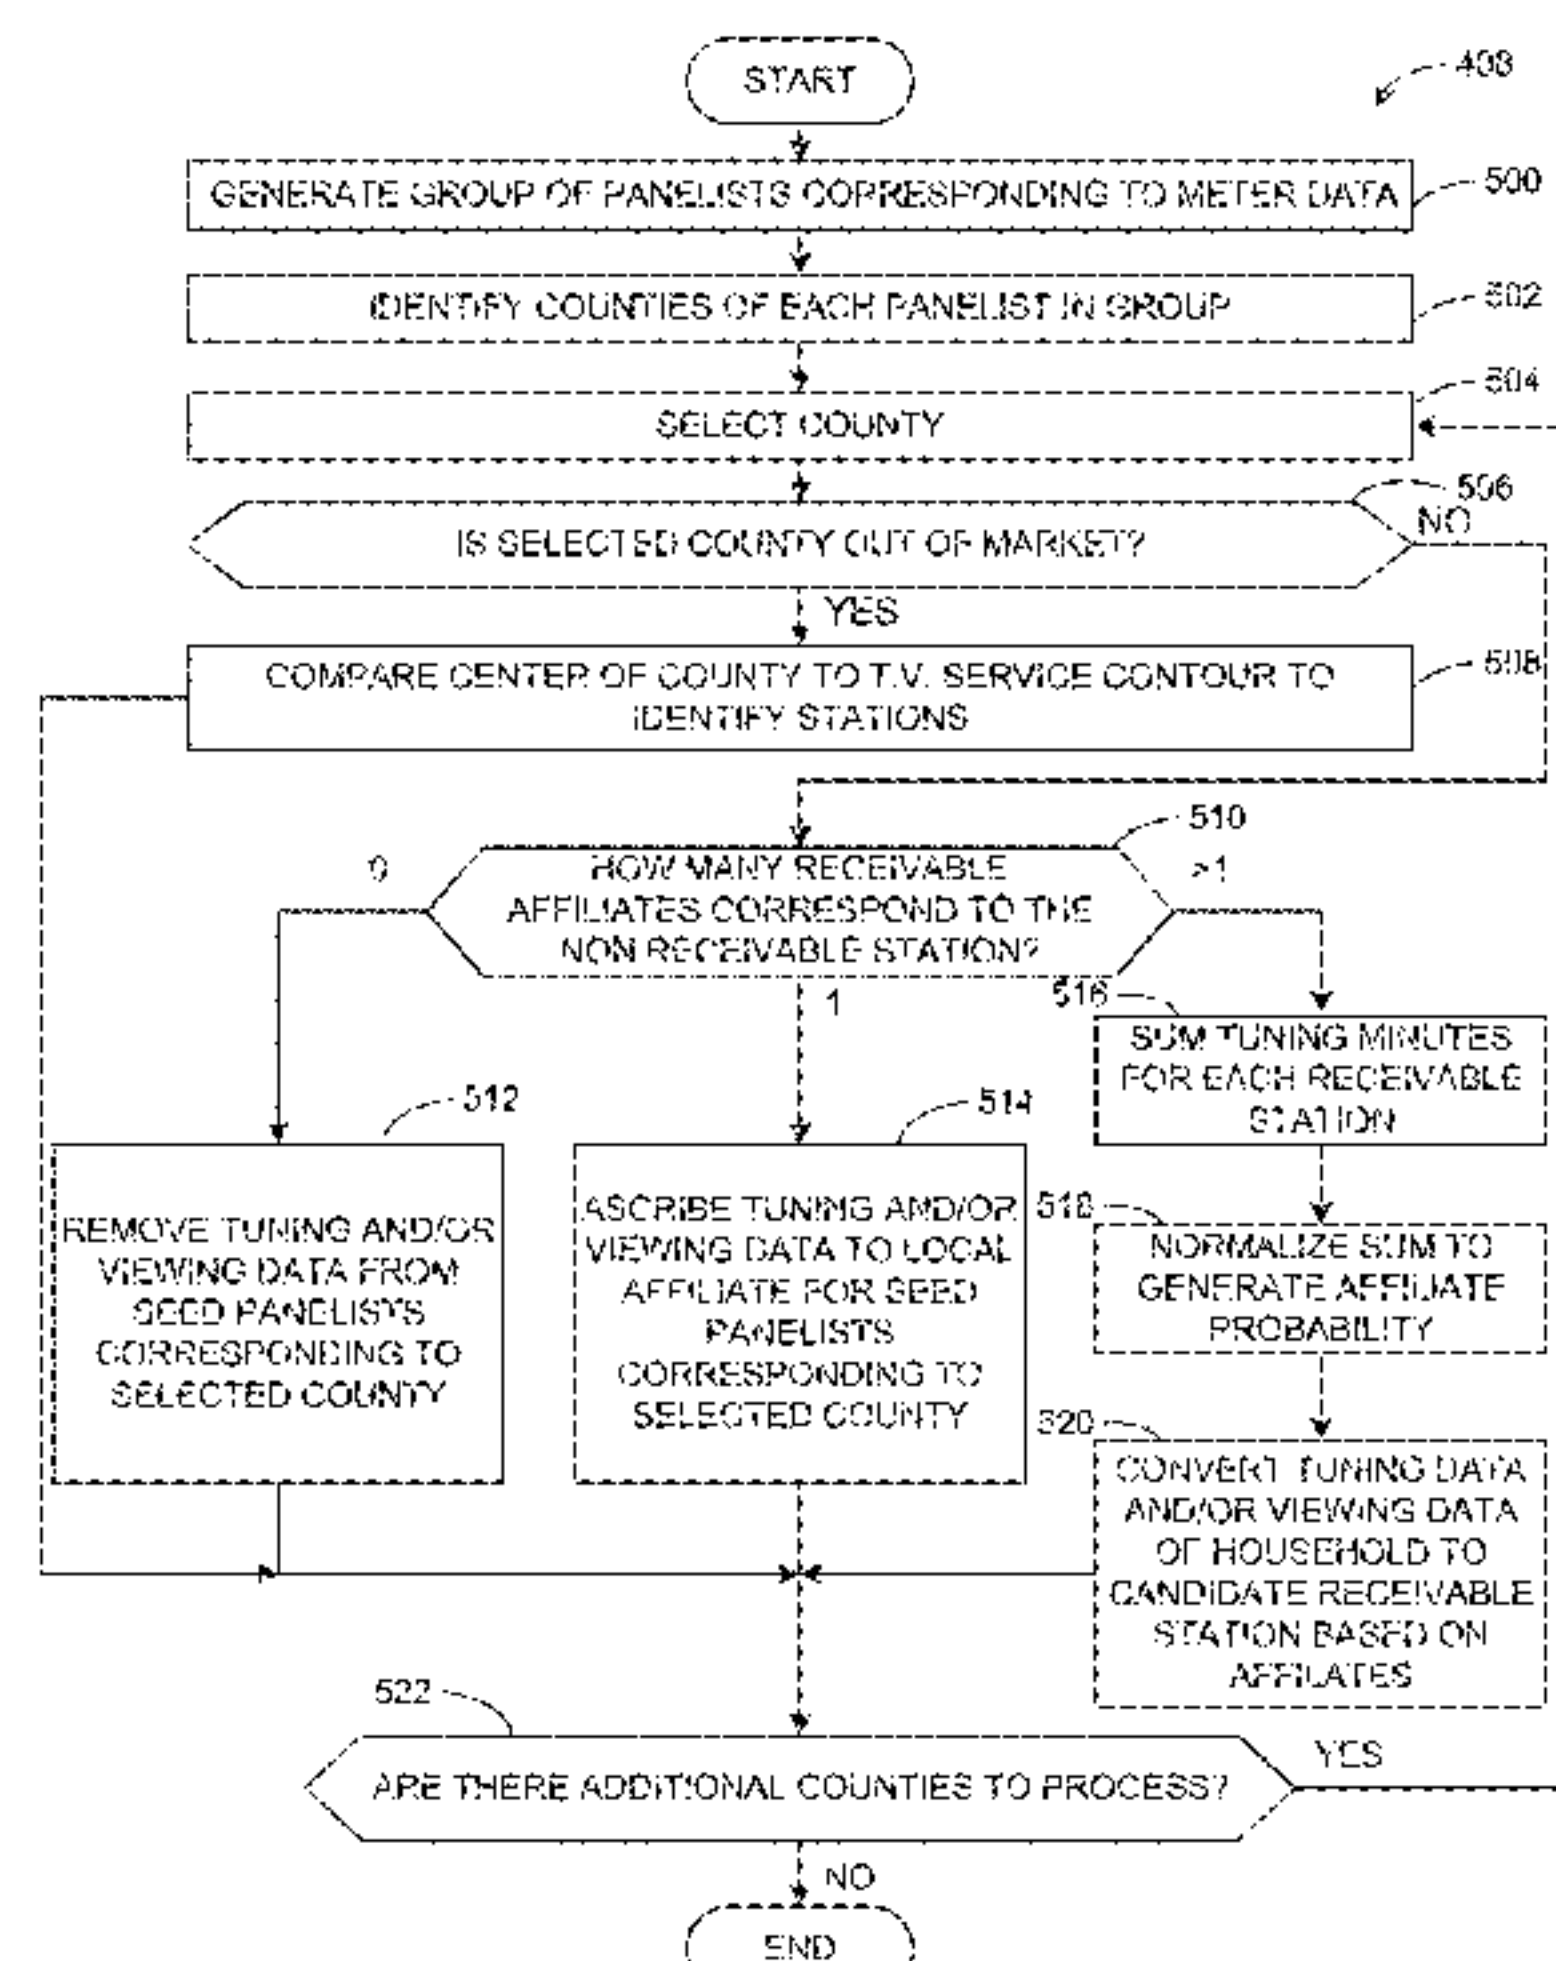 START
408
GENERATE GROUP OF PANELISTS CORRESPONDING TO METER DATA
500
IDENTIFY COUNTIES OF EACH PANELIST IN GROUP
502
504
SELECT COUNTY
506
NO
IS SELECTED COUNTY OUT OF MARKET?
YES
COMPARE CENTER OF COUNTY TO T.V. SERVICE CONTOUR TO
IDENTIFY STATIONS
508
510
0
HOW MANY RECEIVABLE
AFFILIATES CORRESPOND TO THE
NON RECEIVABLE STATION?
>1
1
516
SUM TUNING MINUTES
FOR EACH RECEIVABLE
STATION
512
REMOVE TUNING AND/OR
VIEWING DATA FROM
SEED PANELISTS
CORRESPONDING TO
SELECTED COUNTY
514
ASCRIBE TUNING AND/OR
VIEWING DATA TO LOCAL
AFFILIATE FOR SEED
PANELISTS
CORRESPONDING TO
SELECTED COUNTY
518
NORMALIZE SUM TO
GENERATE AFFILIATE
PROBABILITY
520
CONVERT TUNING DATA
AND/OR VIEWING DATA
OF HOUSEHOLD TO
CANDIDATE RECEIVABLE
STATION BASED ON
AFFILATES
522
ARE THERE ADDITIONAL COUNTIES TO PROCESS?
YES
NO
END